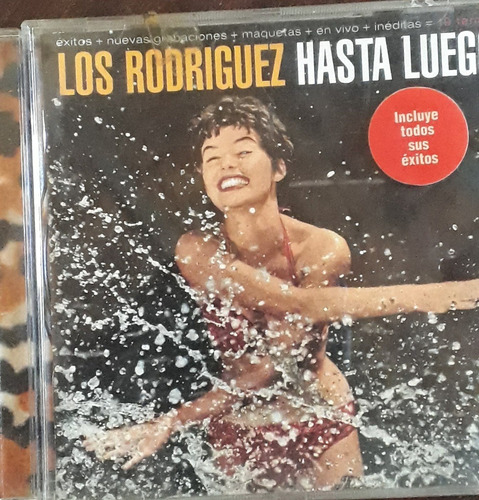 éxitos + nuevas grabaciones + maquetas + en vivo + inéditas =
LOS RODRIGUEZ HASTA LUEG
Incluye
todos
sus
éxitos